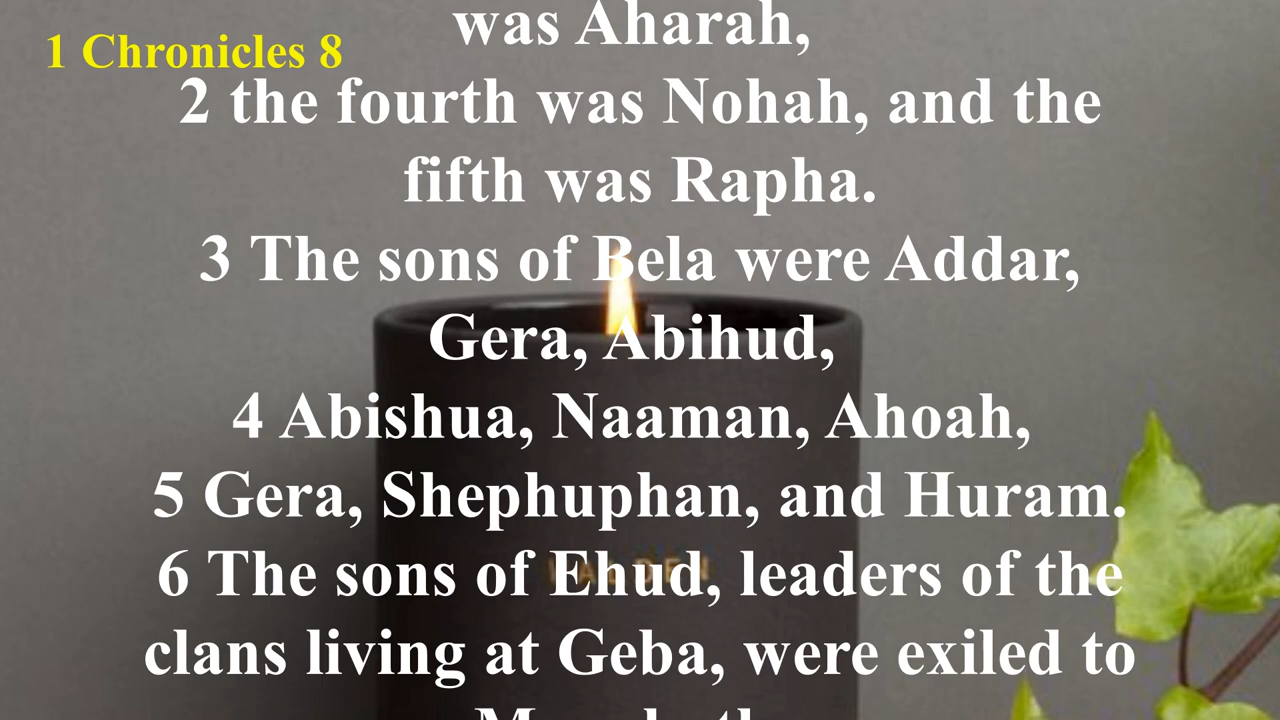 was Aharah,
1 Chronicles 8
2 the fourth was Nohah, and the
fifth was Rapha.
3 The sons of Bela were Addar,
Gera, Abihud,
4 Abishua, Naaman, Ahoah,
5 Gera, Shephuphan, and Huram.
6 The sons of Ehud, leaders of the
clans living at Geba, were exiled to